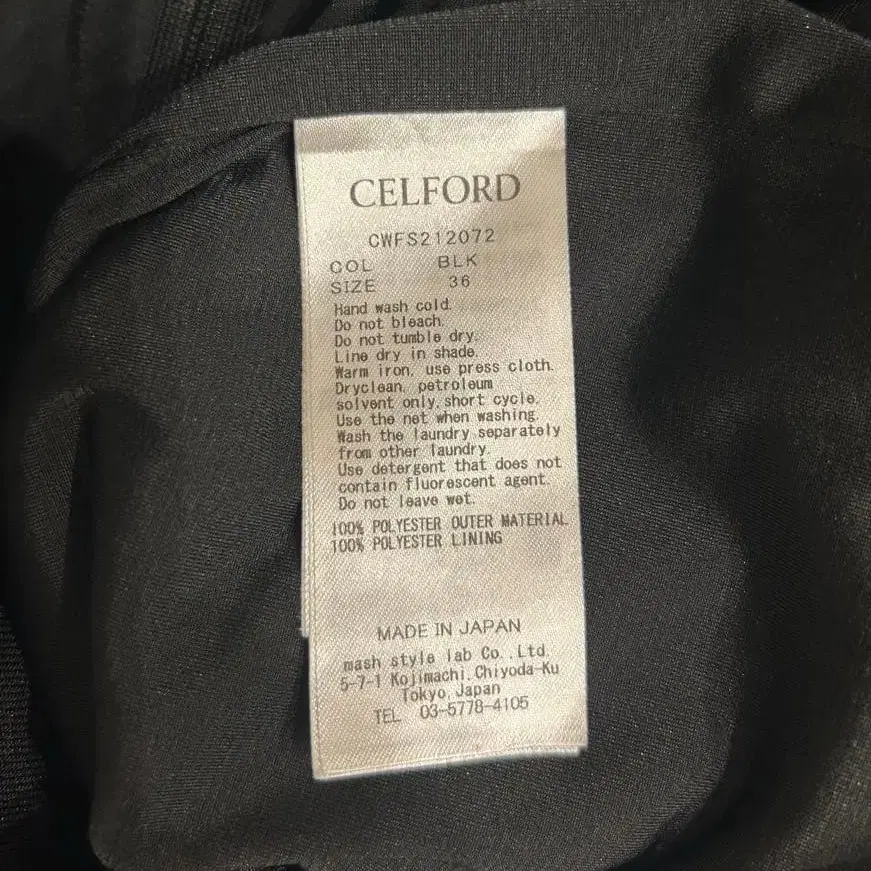 CELFORD
CWFS212072
COL BLK
SIZE 36
Hand wash cold.
Do not bleach.
Do not tumble dry.
Line dry in shade.
Warm iron, use press cloth.
Dryclean, petroleum
solvent only, short cycle.
Use the net when washing.
Wash the laundry separately
from other laundry.
Use detergent that does not
contain fluorescent agent.
Do not leave wet.
100% POLYESTER OUTER MATERIAL
100% POLYESTER LINING
MADE IN JAPAN
mash style lab Co.,Ltd.
5-7-1 Kojimachi,Chiyoda-Ku
Tokyo,Japan
TEL 03-5778-4105